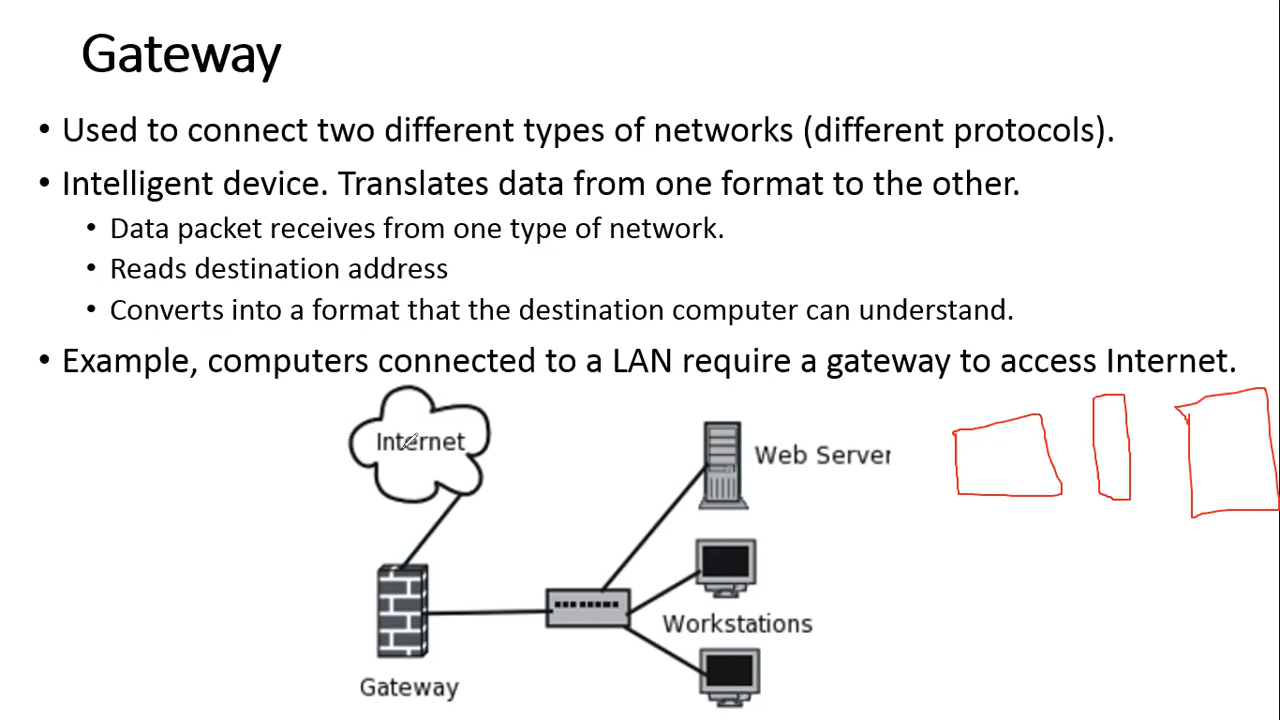 Gateway
• Used to connect two different types of networks (different protocols).
• Intelligent device. Translates data from one format to the other.
• Data packet receives from one type of network.
• Reads destination address
• Converts into a format that the destination computer can understand.
• Example, computers connected to a LAN require a gateway to access Internet.
Internet
Web Server
Workstations
Gateway